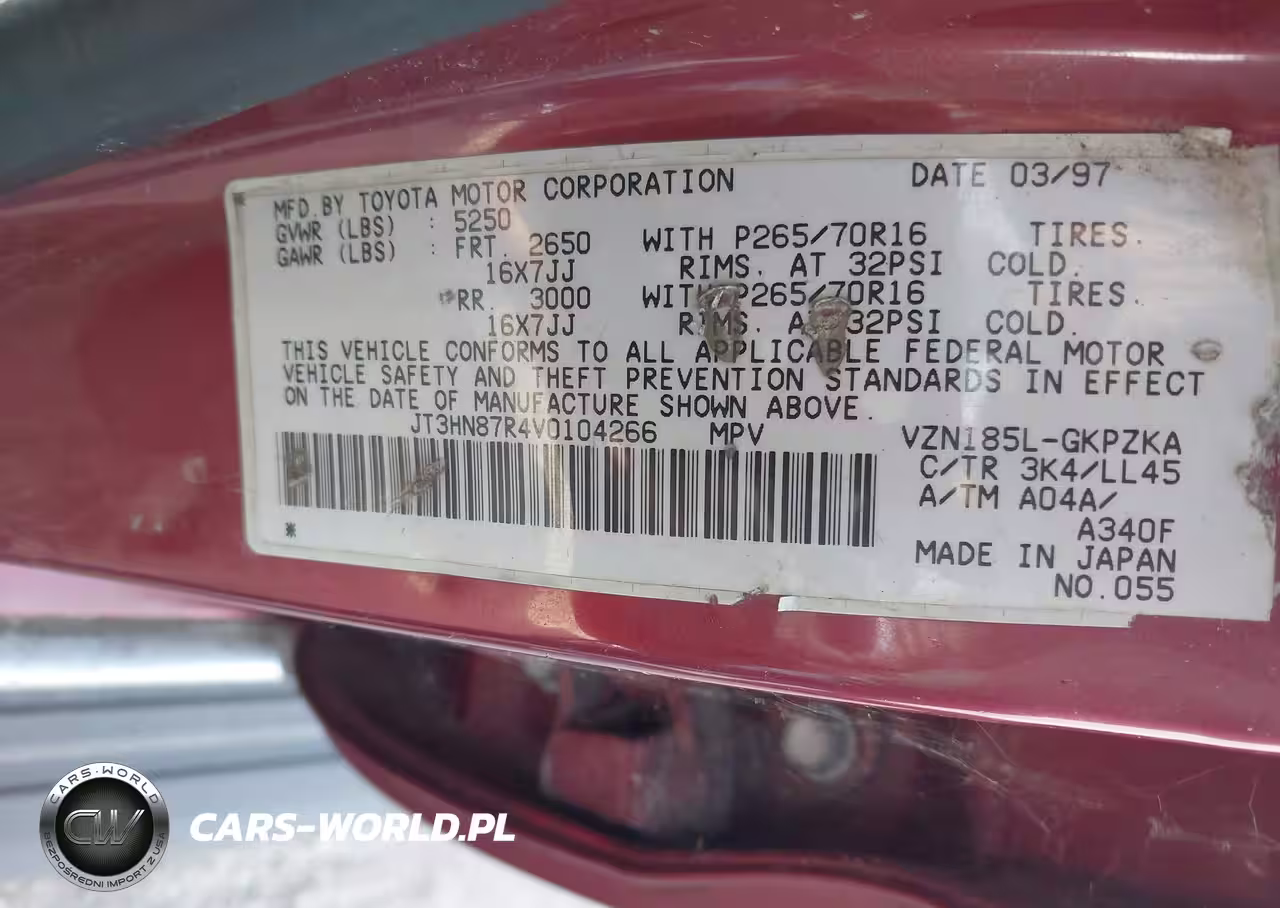 MFD. BY TOYOTA MOTOR CORPORATION DATE 03/97
GVWR (LBS) : 5250
GAWR (LBS) : FRT. 2650 WITH P265/70R16 TIRES.
16X7JJ RIMS. AT 32PSI COLD.
RR. 3000 WITH P265/70R16 TIRES.
16X7JJ RIMS. AT 32PSI COLD.
THIS VEHICLE CONFORMS TO ALL APPLICABLE FEDERAL MOTOR
VEHICLE SAFETY AND THEFT PREVENTION STANDARDS IN EFFECT
ON THE DATE OF MANUFACTURE SHOWN ABOVE.
JT3HN87R4V0104266 MPV VZN185L-GKPZKA
C/TR 3K4/LL45
A/TM A04A/
A340F
MADE IN JAPAN
NO.055
*
CARS-WORLD
CW
BEZPOŚREDNI IMPORT Z USA
CARS-WORLD.PL